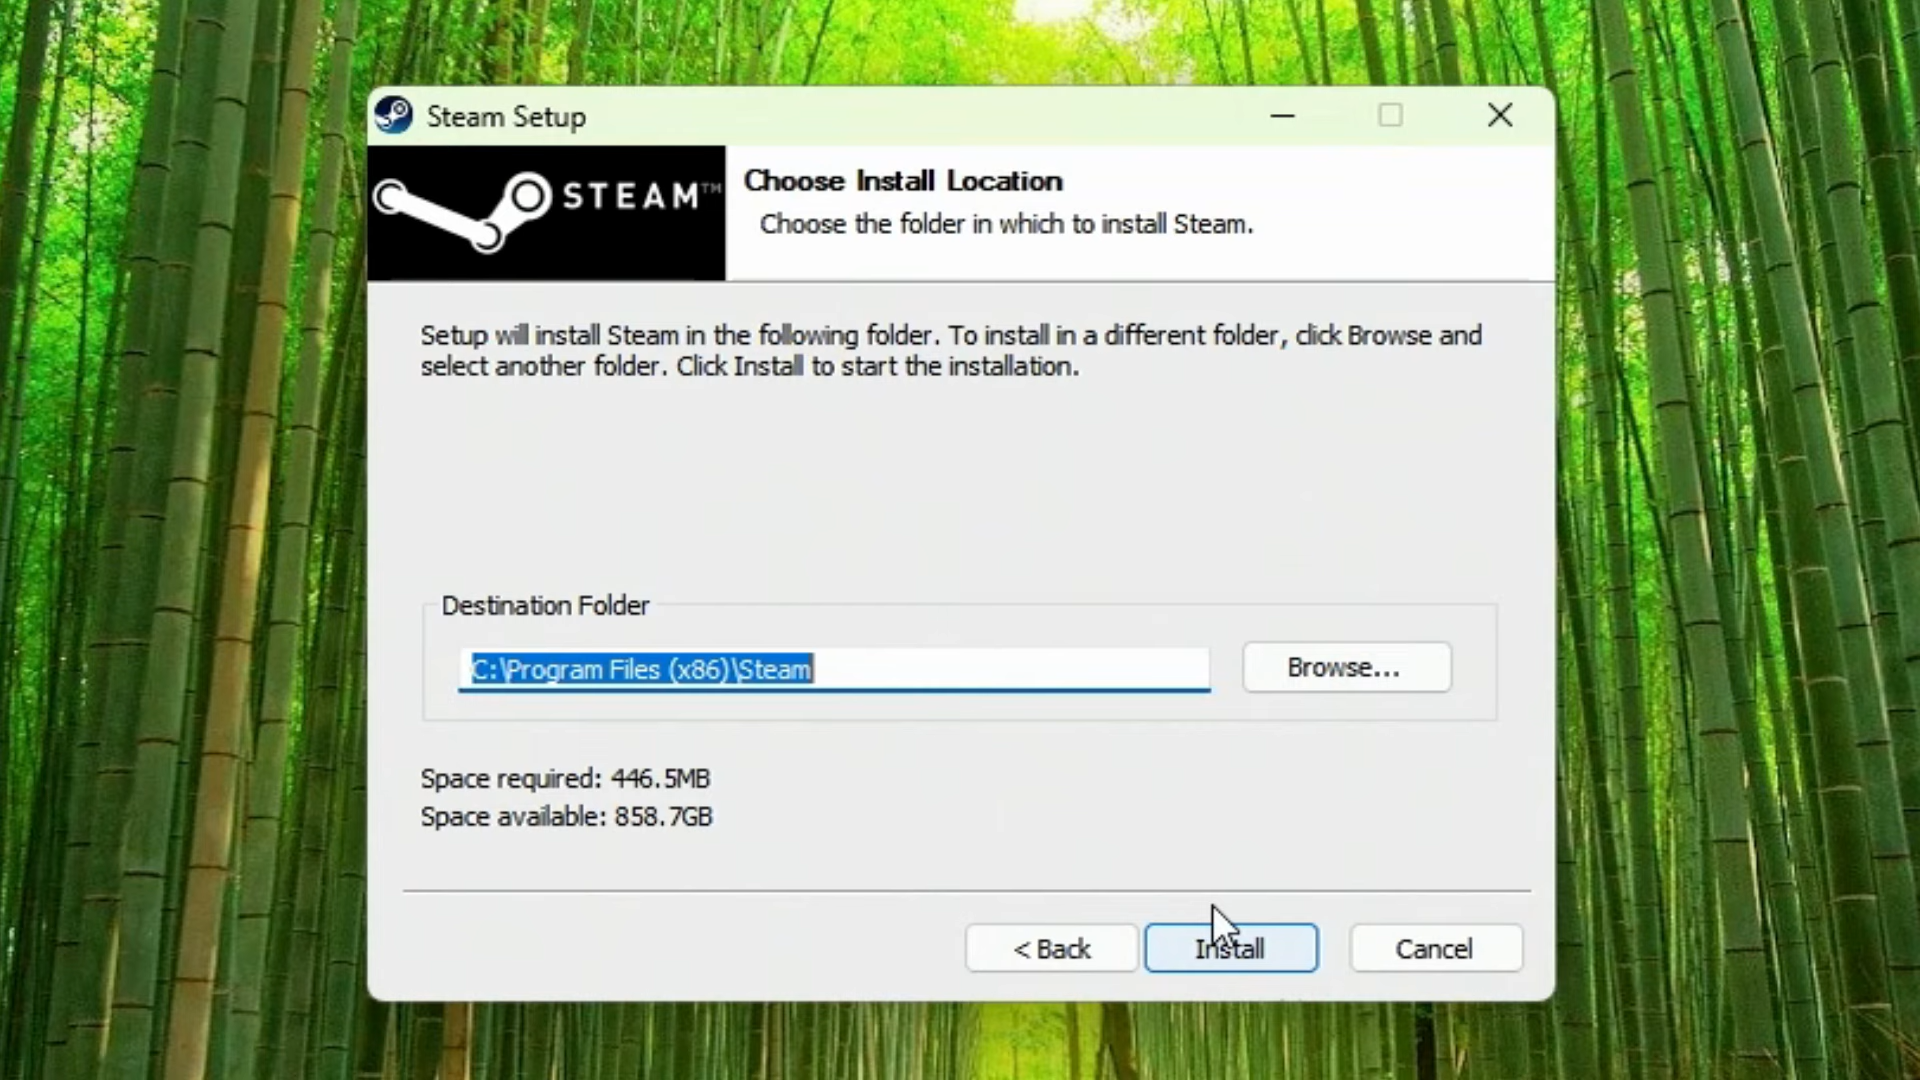 Steam Setup
STEAM™
Choose Install Location
Choose the folder in which to install Steam.
Setup will install Steam in the following folder. To install in a different folder, click Browse and
select another folder. Click Install to start the installation.
Destination Folder
C:\Program Files (x86)\Steam
Browse...
Space required: 446.5MB
Space available: 858.7GB
< Back
Install
Cancel